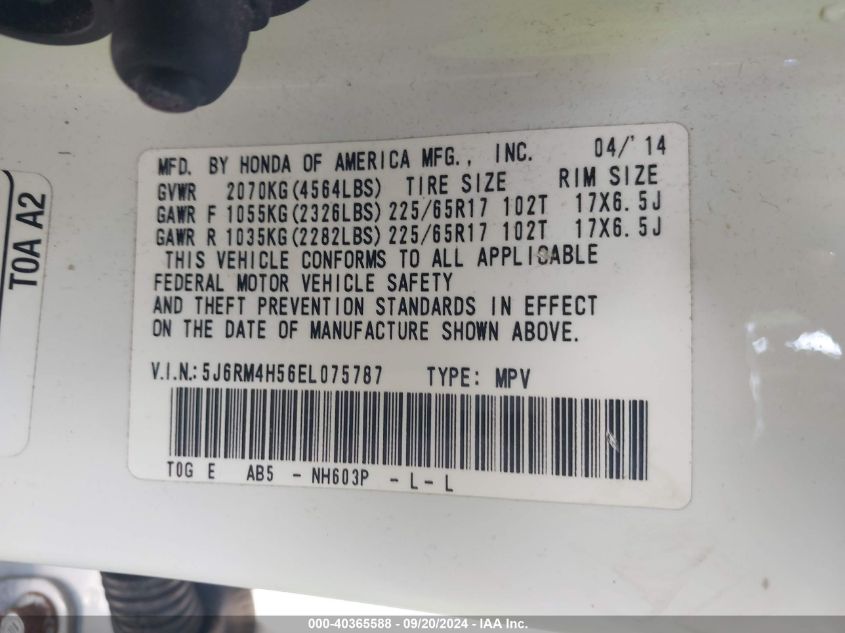 MFD. BY HONDA OF AMERICA MFG., INC. 04/'14
GVWR 2070KG(4564LBS) TIRE SIZE RIM SIZE
GAWR F 1055KG(2326LBS) 225/65R17 102T 17X6.5J
GAWR R 1035KG(2282LBS) 225/65R17 102T 17X6.5J
THIS VEHICLE CONFORMS TO ALL APPLICABLE
FEDERAL MOTOR VEHICLE SAFETY
AND THEFT PREVENTION STANDARDS IN EFFECT
ON THE DATE OF MANUFACTURE SHOWN ABOVE.
V.I.N.: 5J6RM4H56EL075787 TYPE: MPV
T0G E AB5 - NH603P - L - L
T0A A2
000-40365588 - 09/20/2024 - IAAI.com